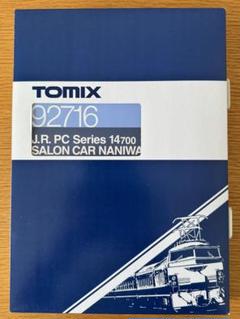 TOMIX
92716
J.R. PC Series 14700
SALON CAR NANIWA